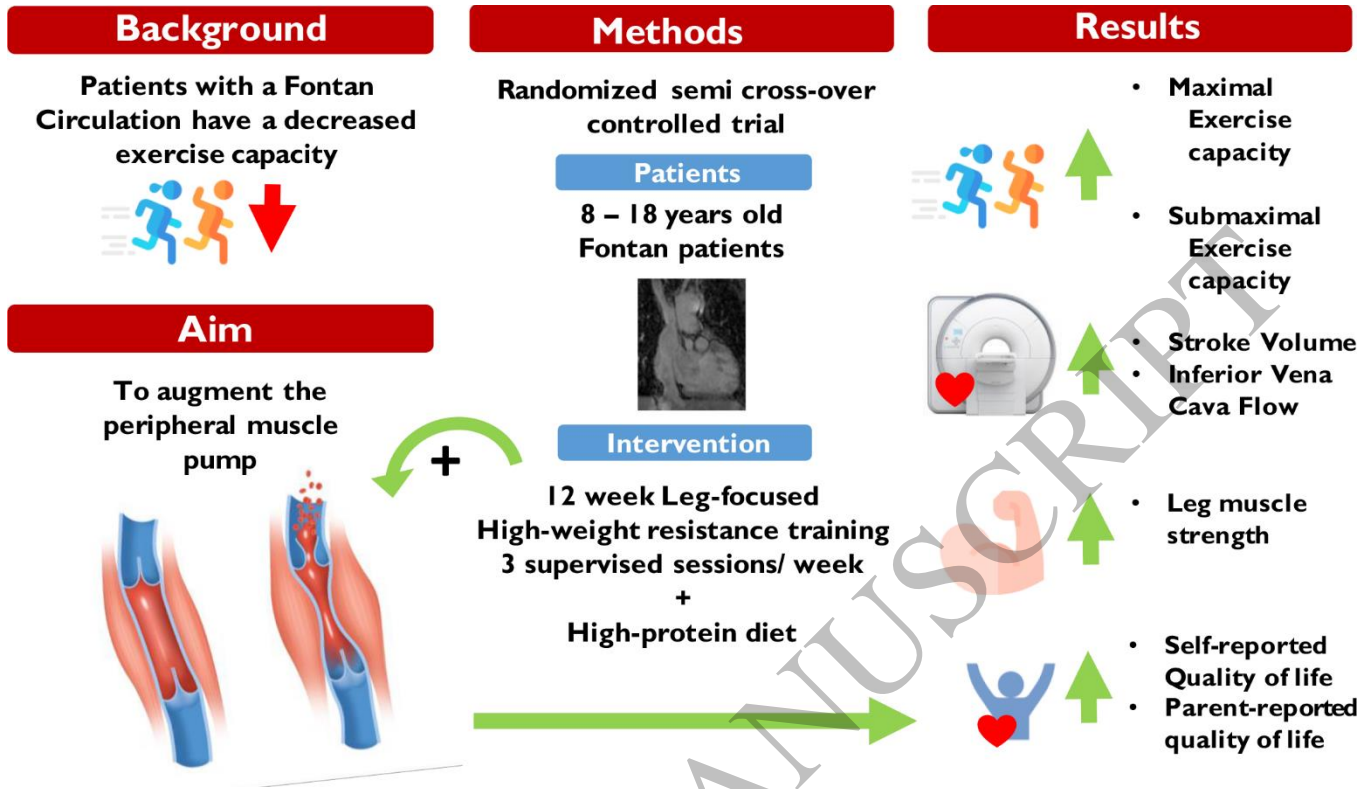 Background
Patients with a Fontan
Circulation have a decreased
exercise capacity
Aim
To augment the
peripheral muscle
pump
+
Methods
Randomized semi cross-over
controlled trial
Patients
8 – 18 years old
Fontan patients
Intervention
12 week Leg-focused
High-weight resistance training
3 supervised sessions/ week
+
High-protein diet
Results
• Maximal
Exercise
capacity
• Submaximal
Exercise
capacity
• Stroke Volume
• Inferior Vena
Cava Flow
• Leg muscle
strength
• Self-reported
Quality of life
• Parent-reported
quality of life
ANUSCRIPT